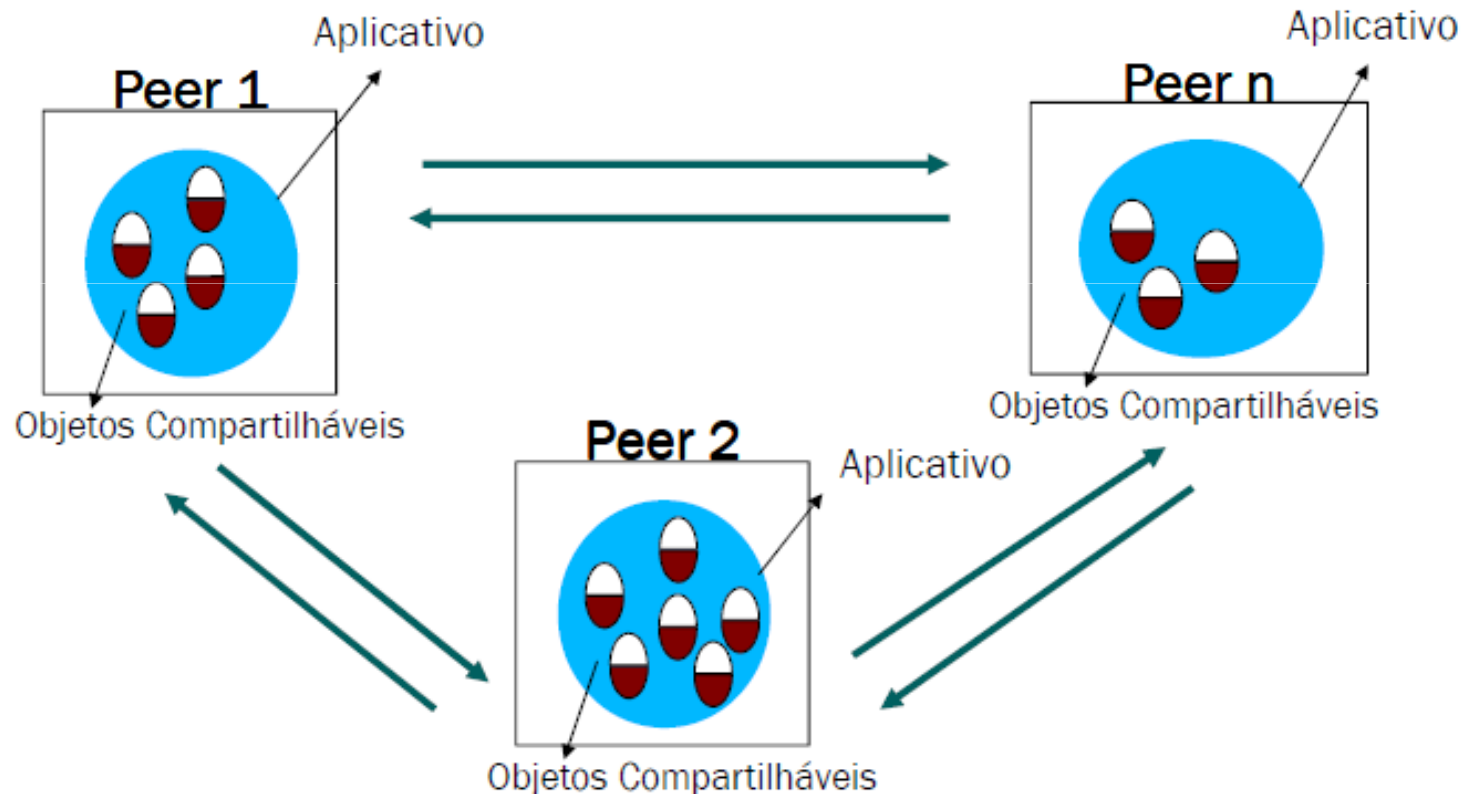 Aplicativo
Peer 1
Objetos Compartilháveis
Aplicativo
Peer n
Objetos Compartilháveis
Peer 2
Aplicativo
Objetos Compartilháveis